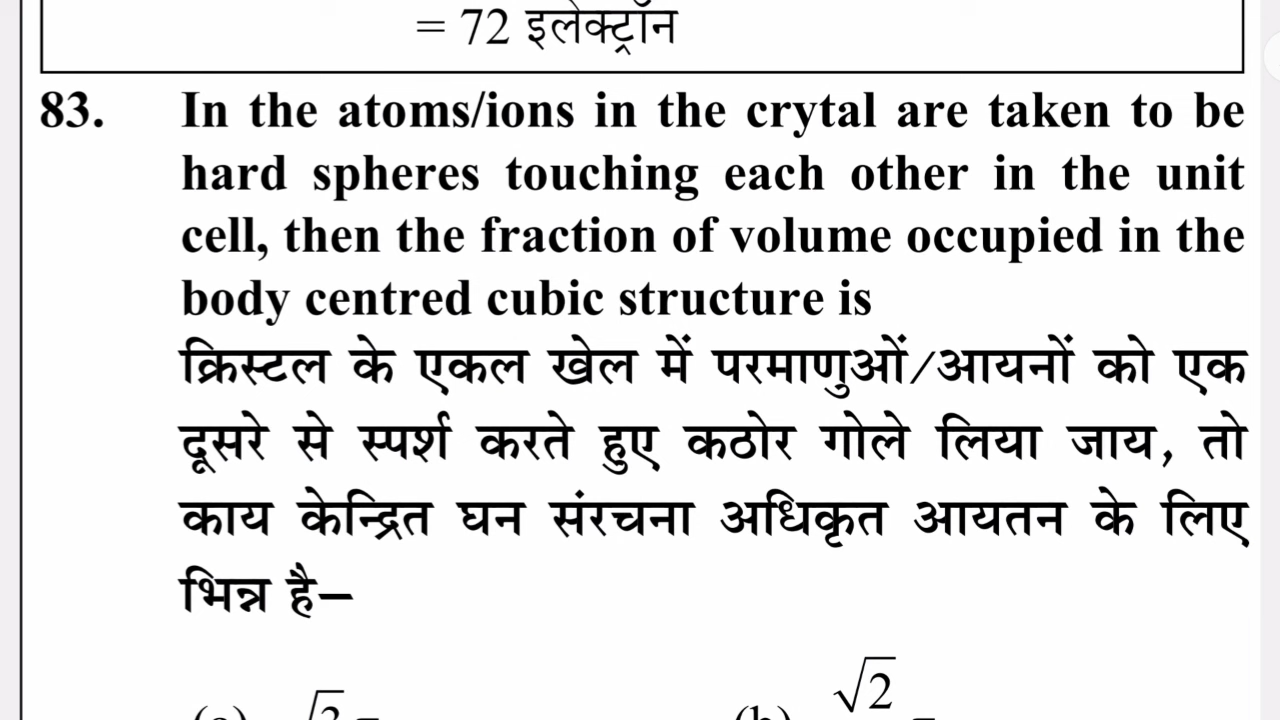 = 72 इलेक्ट्रॉन
83. In the atoms/ions in the crytal are taken to be
hard spheres touching each other in the unit
cell, then the fraction of volume occupied in the
body centred cubic structure is
क्रिस्टल के एकल खेल में परमाणुओं/आयनों को एक
दूसरे से स्पर्श करते हुए कठोर गोले लिया जाय, तो
काय केन्द्रित घन संरचना अधिकृत आयतन के लिए
भिन्न है–
√2